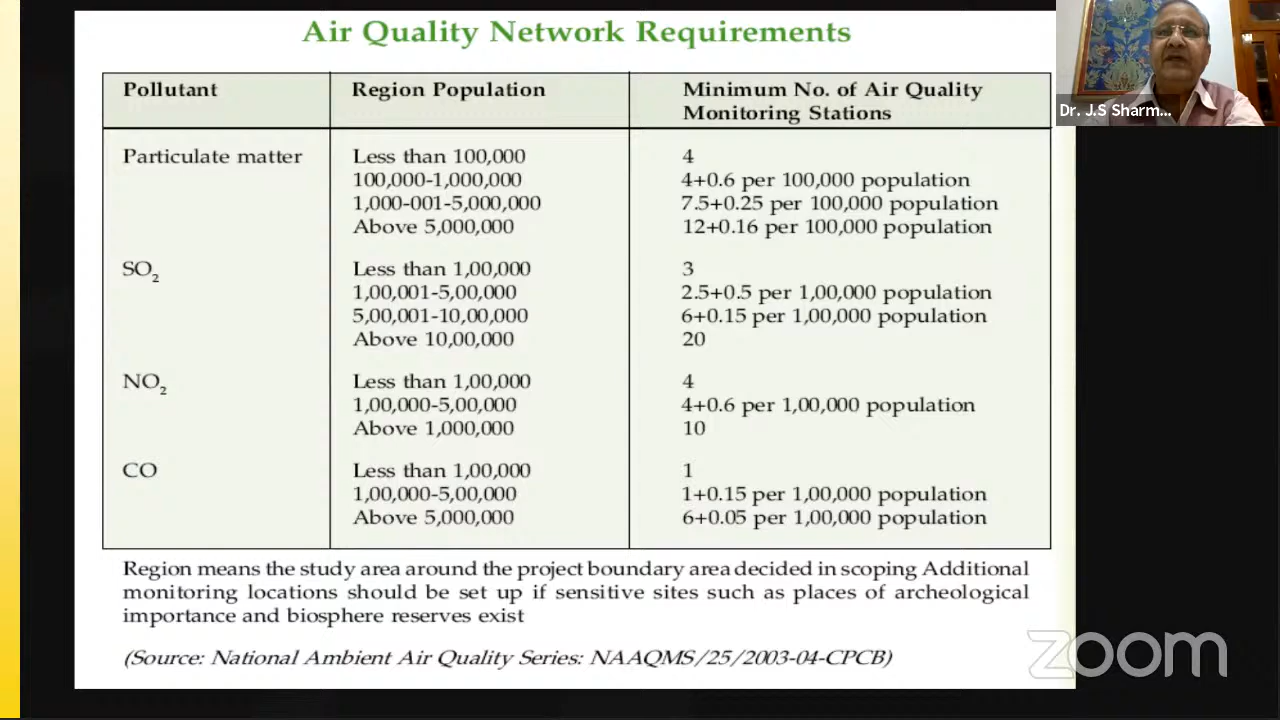 Air Quality Network Requirements
Pollutant Region Population Minimum No. of Air Quality Monitoring Stations
Particulate matter Less than 100,000 4
100,000-1,000,000 4+0.6 per 100,000 population
1,000-001-5,000,000 7.5+0.25 per 100,000 population
Above 5,000,000 12+0.16 per 100,000 population
SO2 Less than 1,00,000 3
1,00,001-5,00,000 2.5+0.5 per 1,00,000 population
5,00,001-10,00,000 6+0.15 per 1,00,000 population
Above 10,00,000 20
NO2 Less than 1,00,000 4
1,00,000-5,00,000 4+0.6 per 1,00,000 population
Above 1,000,000 10
CO Less than 1,00,000 1
1,00,000-5,00,000 1+0.15 per 1,00,000 population
Above 5,000,000 6+0.05 per 1,00,000 population
Region means the study area around the project boundary area decided in scoping Additional
monitoring locations should be set up if sensitive sites such as places of archeological
importance and biosphere reserves exist
(Source: National Ambient Air Quality Series: NAAQMS/25/2003-04-CPCB)
Dr. J.S Sharm...
zoom